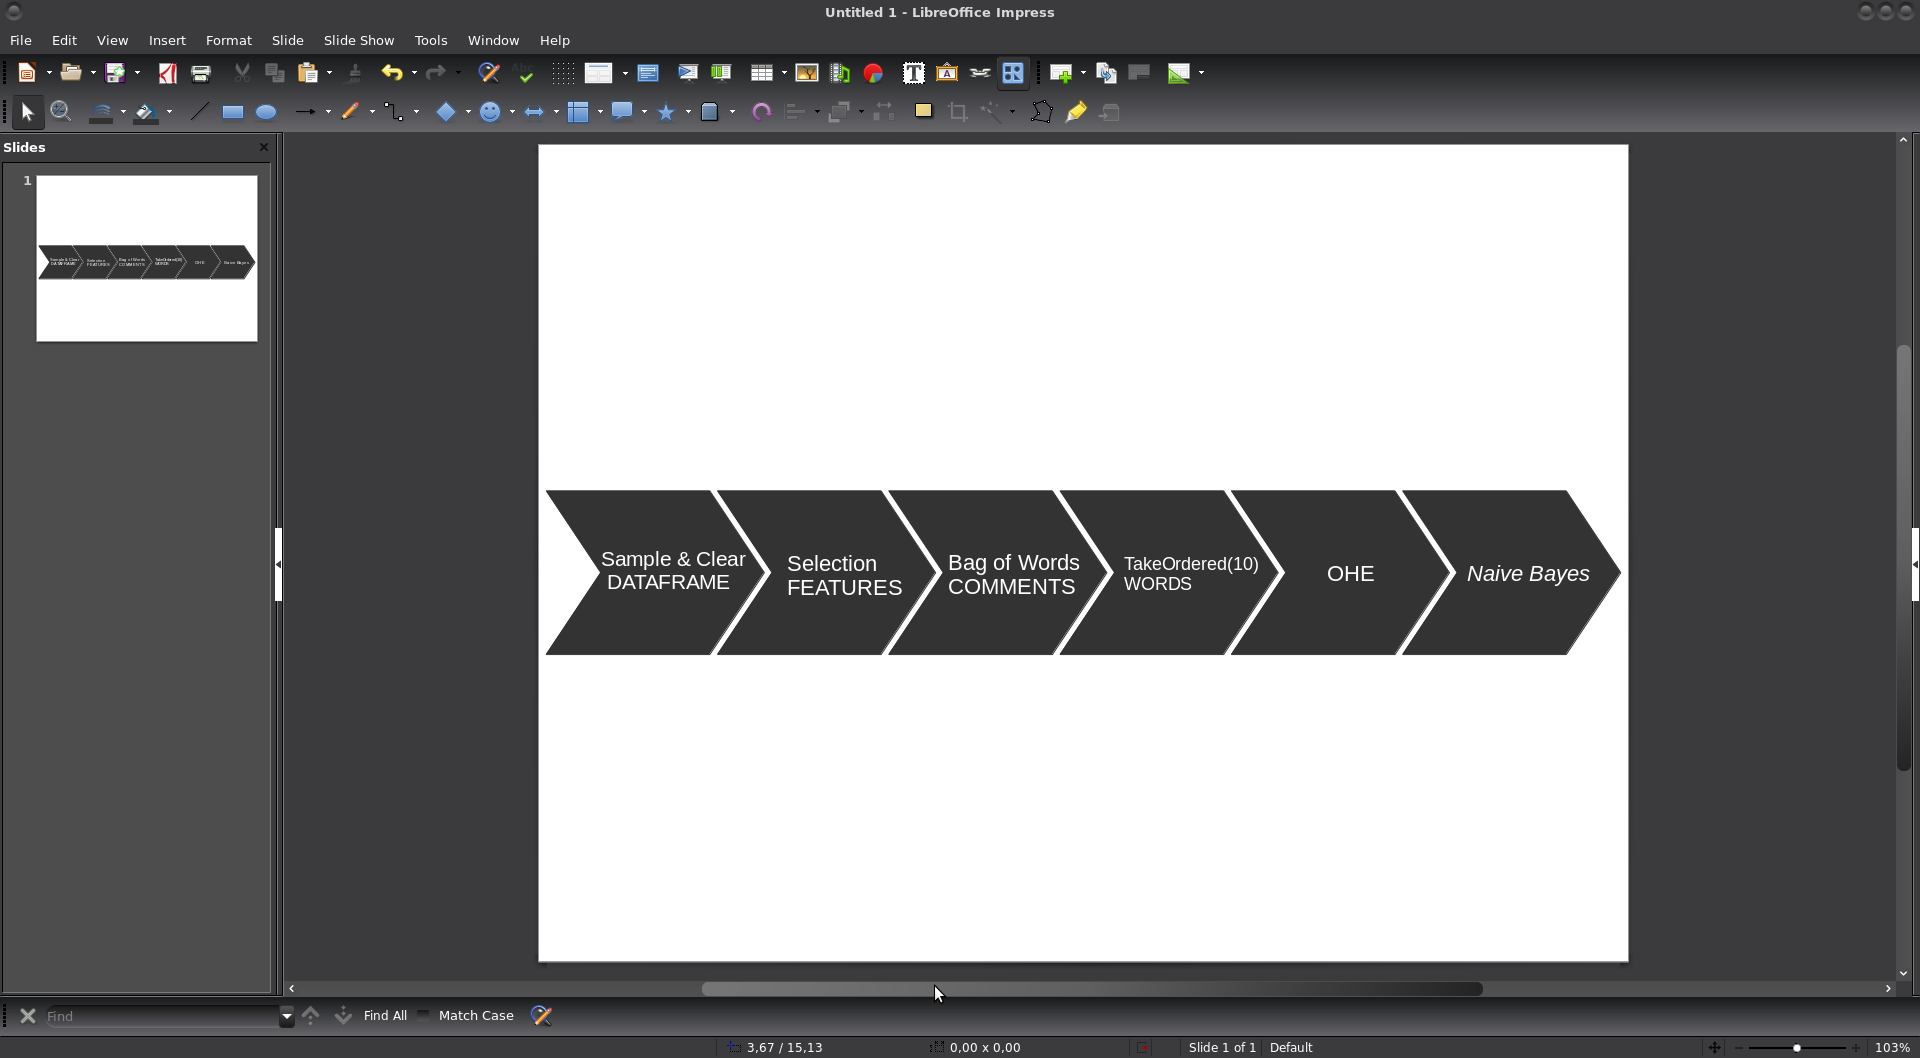 Untitled 1 - LibreOffice Impress
File Edit View Insert Format Slide Slide Show Tools Window Help
Slides
1
Sample & Clear
DATAFRAME
Selection
FEATURES
Bag of Words
COMMENTS
TakeOrdered(10)
WORDS
OHE
Naive Bayes
Find
Find All
Match Case
3,67 / 15,13
0,00 x 0,00
Slide 1 of 1
Default
103%